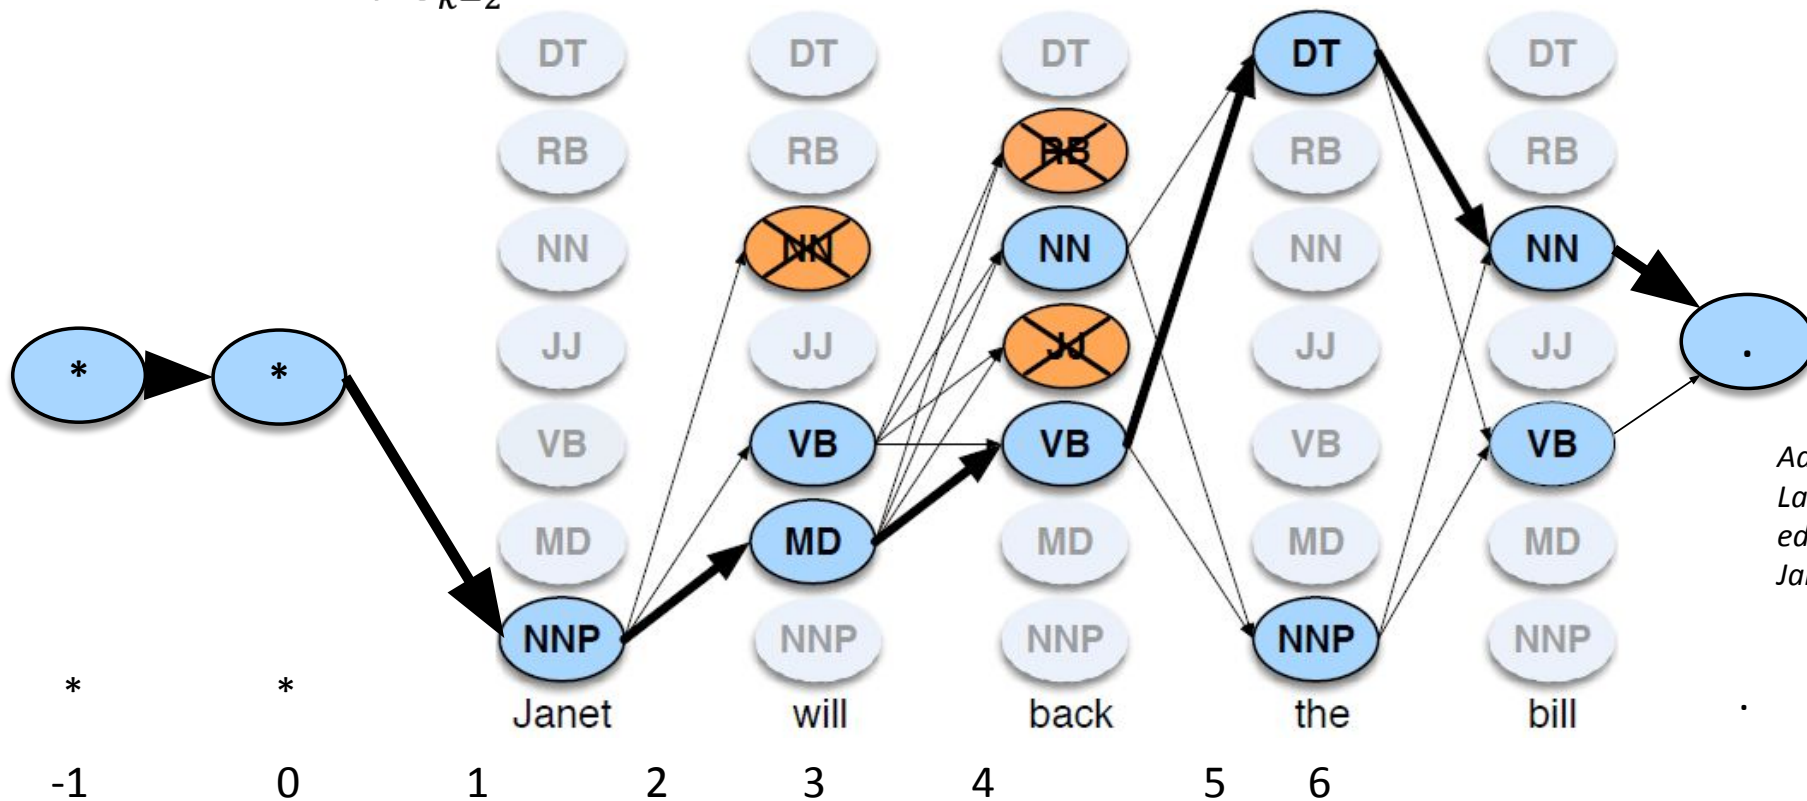 k=2
DT DT DT DT DT
RB RB RB RB RB
NN NN NN NN NN
JJ JJ JJ JJ JJ
* * .
VB VB VB VB VB
MD MD MD MD MD
NNP NNP NNP NNP NNP
* *
Janet will back the bill .
-1 0 1 2 3 4 5 6